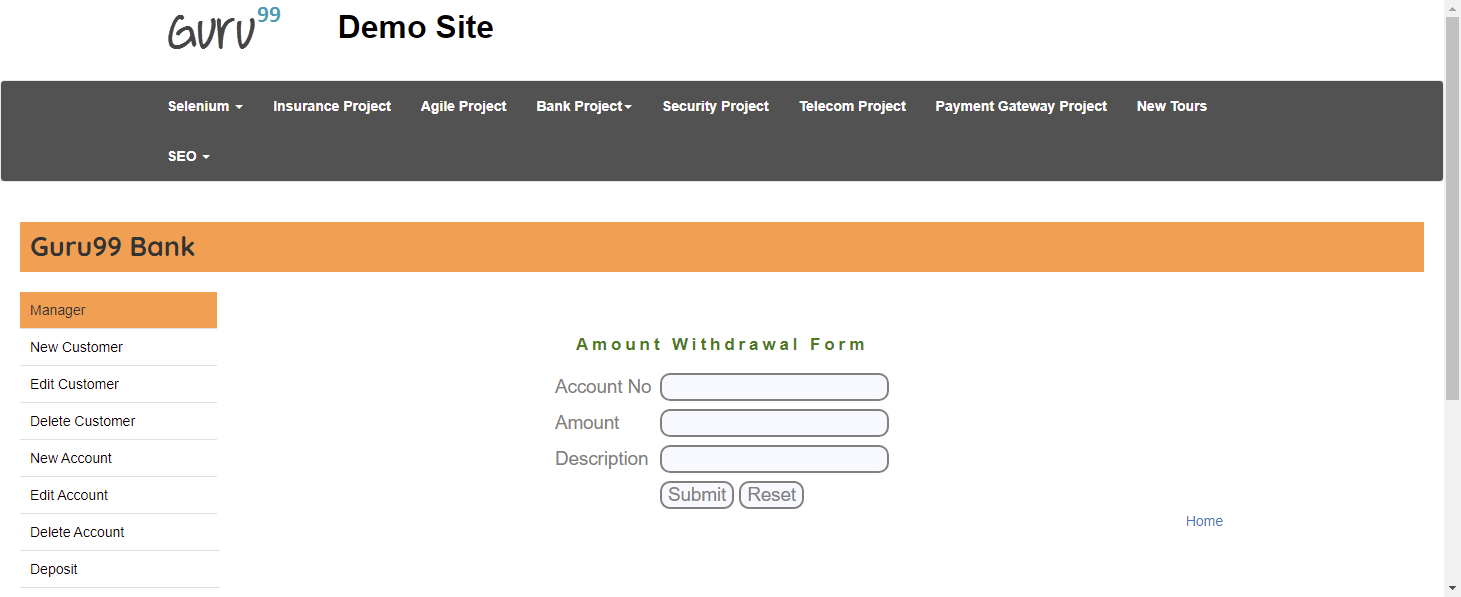 Guru99 Demo Site
Selenium Insurance Project Agile Project Bank Project Security Project Telecom Project Payment Gateway Project New Tours
SEO
Guru99 Bank
Manager
New Customer
Edit Customer
Delete Customer
New Account
Edit Account
Delete Account
Deposit
Amount Withdrawal Form
Account No
Amount
Description
Submit Reset
Home